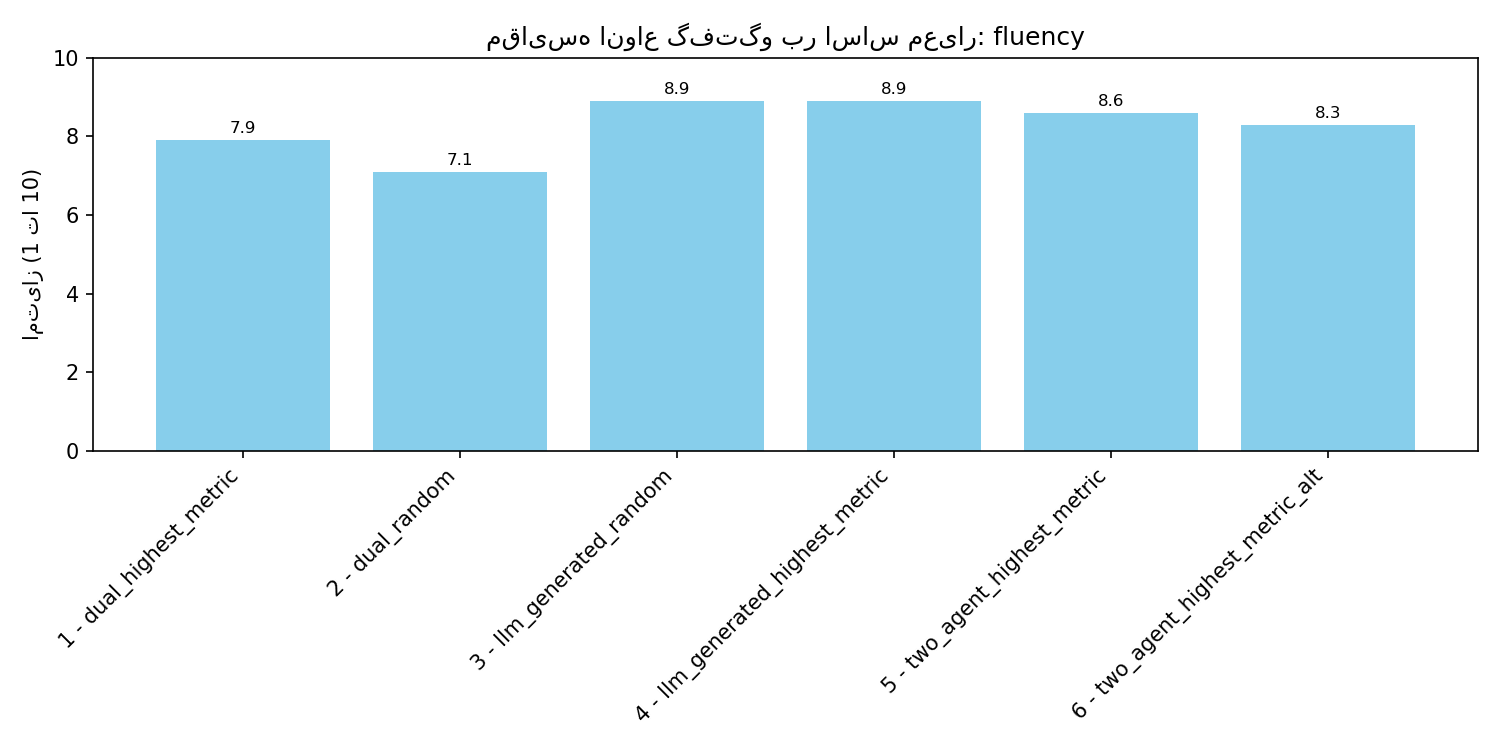 مقایسه انواع گفتگو بر اساس معیار: fluency
امتیاز (1 تا 10)
10
8
6
4
2
0
7.9
7.1
8.9
8.9
8.6
8.3
1 - dual_highest_metric
2 - dual_random
3 - llm_generated_random
4 - llm_generated_highest_metric
5 - two_agent_highest_metric
6 - two_agent_highest_metric_alt